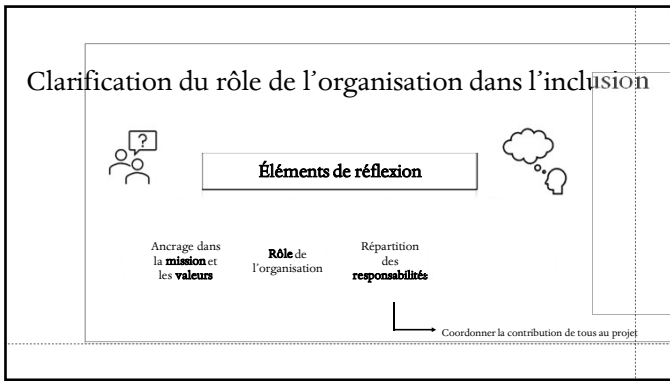 Clarification du rôle de l'organisation dans l'inclusion
?
Éléments de réflexion
Ancrage dans
la mission et
les valeurs
Rôle de
l'organisation
Répartition
des
responsabilités
Coordonner la contribution de tous au projet